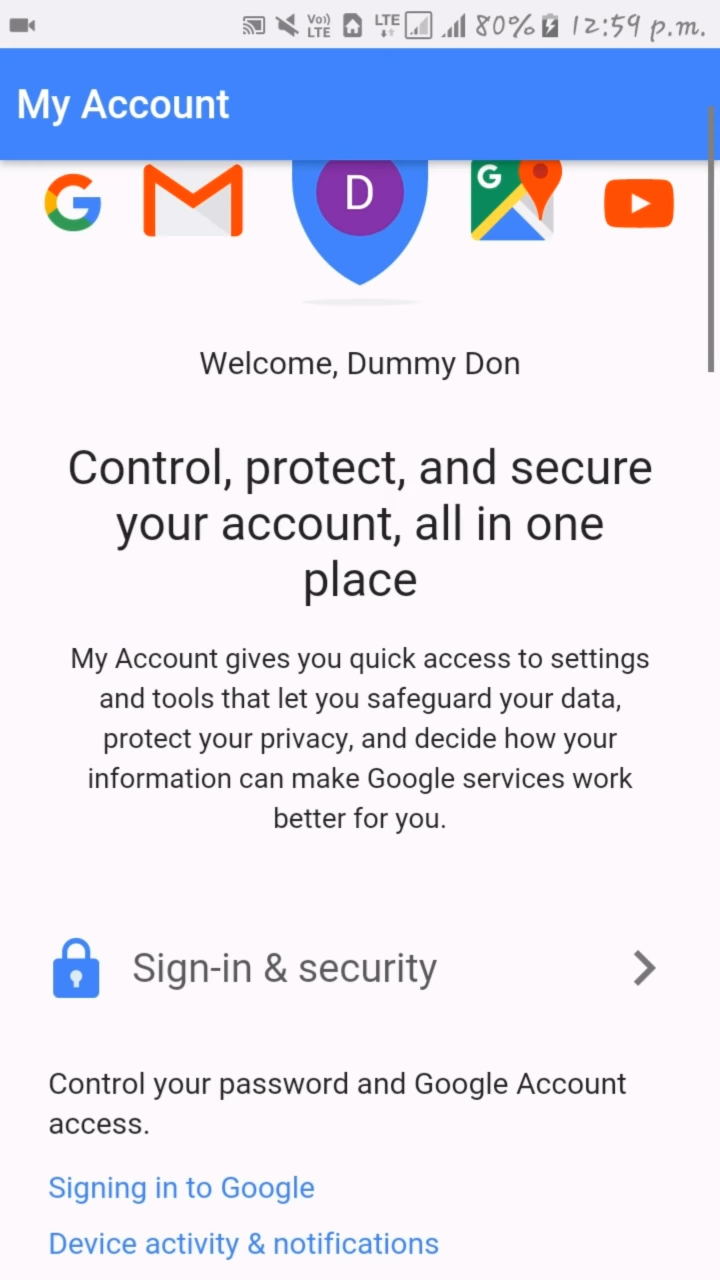 Vo)) LTE LTE 80% 12:59 p.m.
My Account
G D G
Welcome, Dummy Don
Control, protect, and secure
your account, all in one
place
My Account gives you quick access to settings
and tools that let you safeguard your data,
protect your privacy, and decide how your
information can make Google services work
better for you.
Sign-in & security
Control your password and Google Account
access.
Signing in to Google
Device activity & notifications